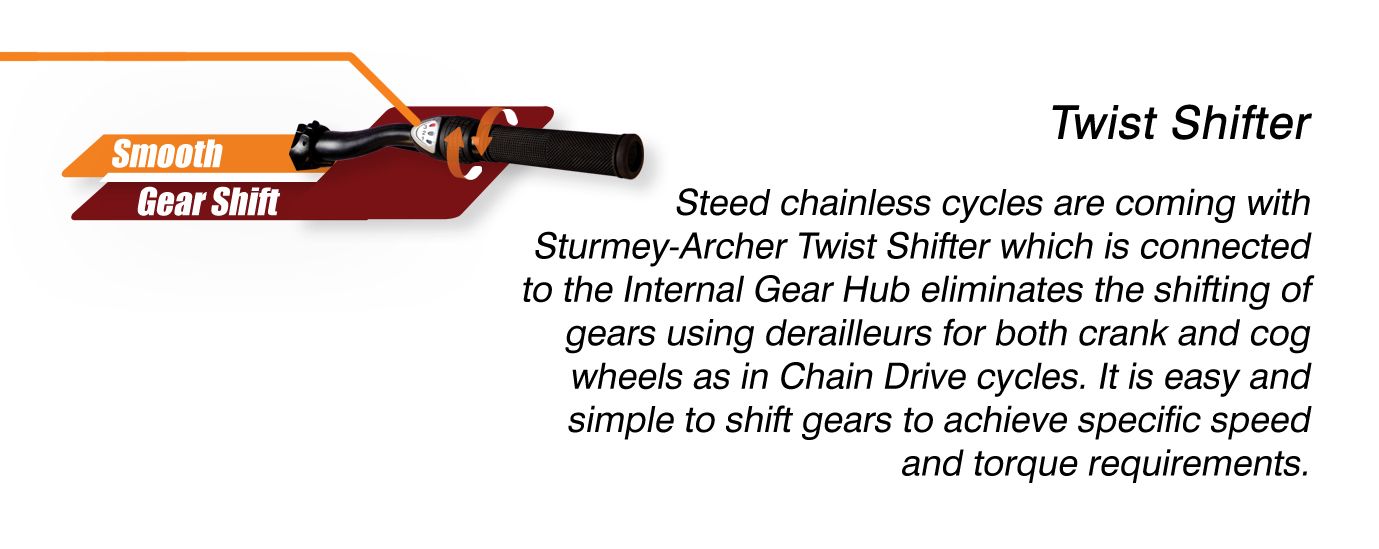 Smooth
Gear Shift
Twist Shifter
Steed chainless cycles are coming with
Sturmey-Archer Twist Shifter which is connected
to the Internal Gear Hub eliminates the shifting of
gears using derailleurs for both crank and cog
wheels as in Chain Drive cycles. It is easy and
simple to shift gears to achieve specific speed
and torque requirements.